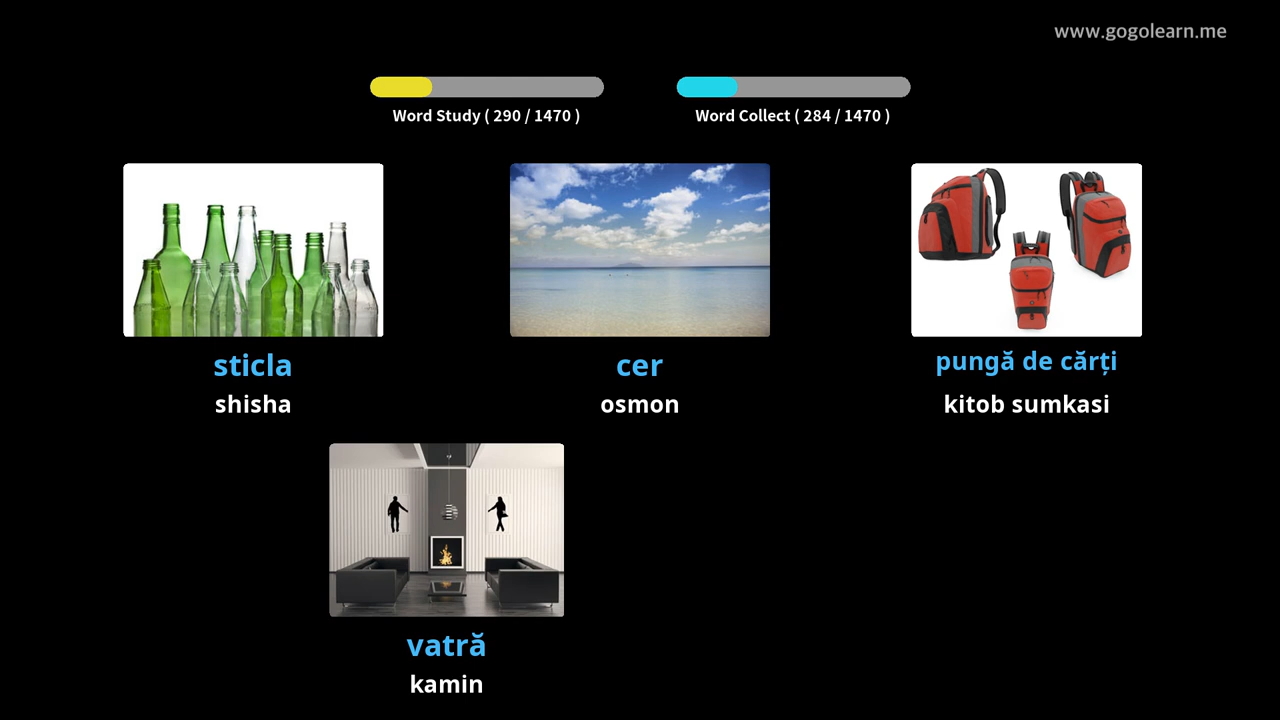 www.gogolearn.me
Word Study ( 290 / 1470 )
Word Collect ( 284 / 1470 )
sticla
shisha
cer
osmon
pungă de cărți
kitob sumkasi
vatră
kamin